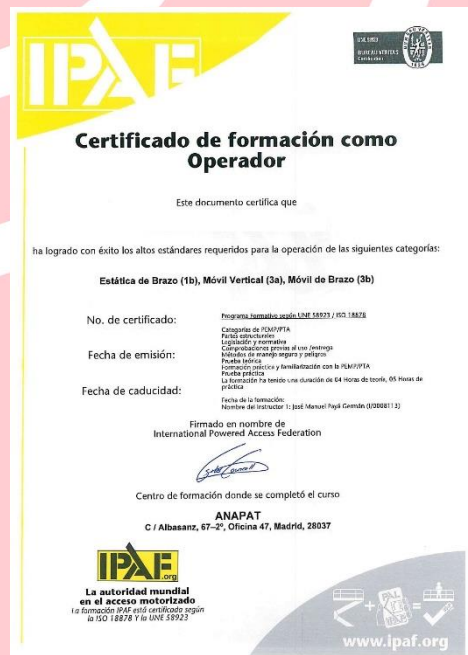 IPAF
BUREAU VERITAS
Certification
Certificado de formación como
Operador
Este documento certifica que
ha logrado con éxito los altos estándares requeridos para la operación de las siguientes categorías:
Estática de Brazo (1b), Móvil Vertical (3a), Móvil de Brazo (3b)
No. de certificado:
Fecha de emisión:
Fecha de caducidad:
Programa Formativo según UNE 58923 / ISO 18878
Categorías de PEMP/PTA
Partes estructurales
Legislación y normativa
Comprobaciones previas al uso /entrega
Métodos de manejo seguro y peligros
Prueba teórica
Formación práctica y familiarización con la PEMP/PTA
Prueba práctica
La formación ha tenido una duración de 04 Horas de teoría, 05 Horas de
práctica
Fecha de la formación:
Nombre del Instructor 1: José Manuel Payá Germán (I/0008113)
Firmado en nombre de
International Powered Access Federation
Centro de formación donde se completó el curso
ANAPAT
C / Albasanz, 67-2º, Oficina 47, Madrid, 28037
IPAF.org
La autoridad mundial
en el acceso motorizado
La formación IPAF está certificada según
la ISO 18878 Y la UNE 58923
PAL
www.ipaf.org